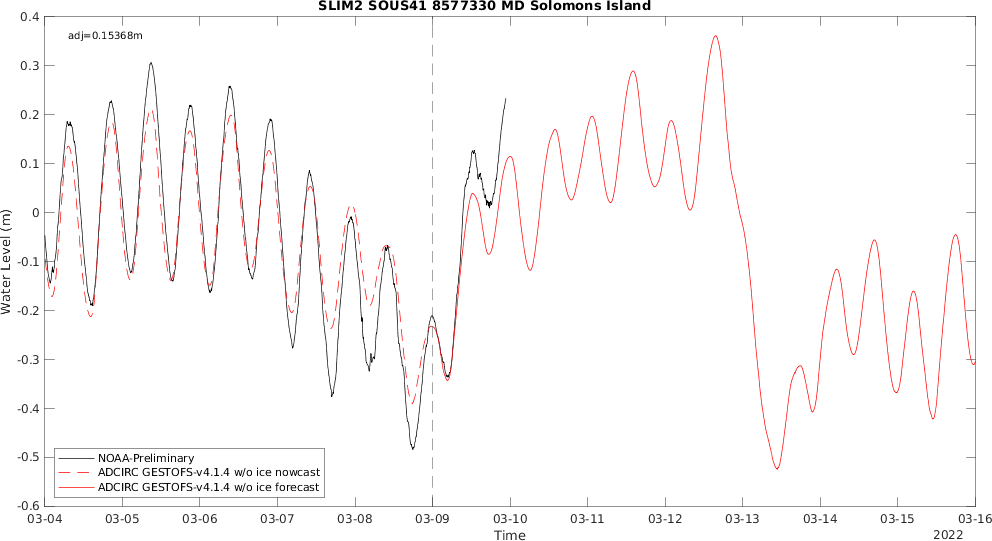 SLIM2 SOUS41 8577330 MD Solomons Island
adj=0.15368m
Water Level (m)
0.4
0.3
0.2
0.1
0
-0.1
-0.2
-0.3
-0.4
-0.5
-0.6
NOAA-Preliminary
ADCIRC GESTOFS-v4.1.4 w/o ice nowcast
ADCIRC GESTOFS-v4.1.4 w/o ice forecast
03-04 03-05 03-06 03-07 03-08 03-09 03-10 03-11 03-12 03-13 03-14 03-15 03-16
Time
2022